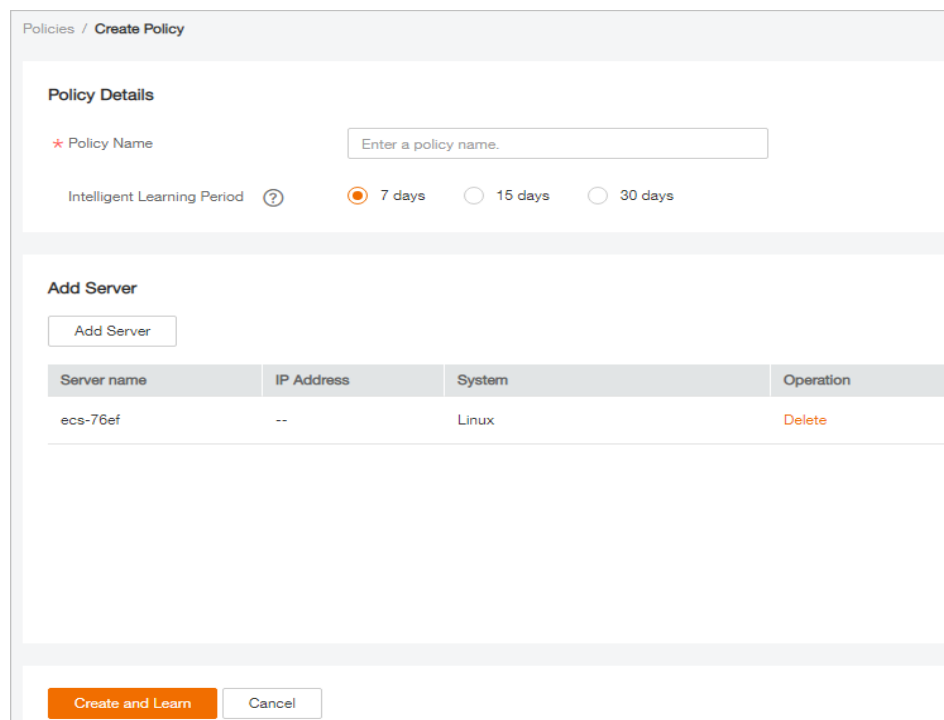 Policies / Create Policy
Policy Details
* Policy Name Enter a policy name.
Intelligent Learning Period ? 7 days 15 days 30 days
Add Server
Add Server
Server name IP Address System Operation
ecs-76ef -- Linux Delete
Create and Learn Cancel